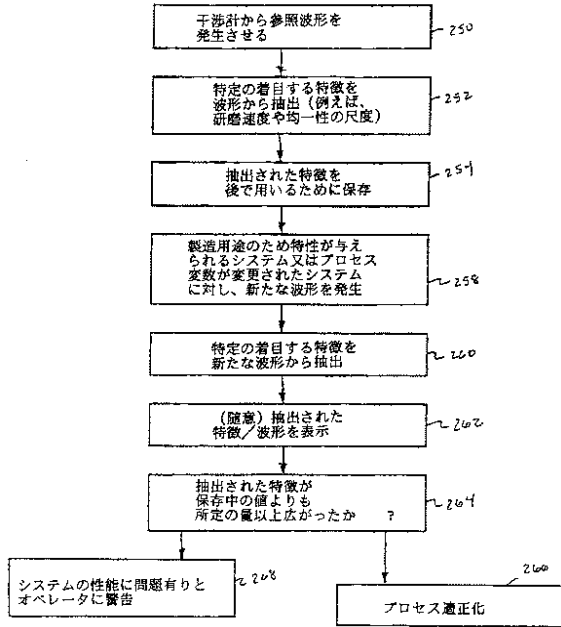 干渉計から参照波形を
発生させる
250
特定の着目する特徴を
波形から抽出（例えば、
研磨速度や均一性の尺度）
252
抽出された特徴を
後で用いるために保存
254
製造用途のため特性が与え
られるシステム又はプロセス
変数が変更されたシステム
に対し、新たな波形を発生
258
特定の着目する特徴を
新たな波形から抽出
260
（随意）抽出された
特徴／波形を表示
262
抽出された特徴が
保存中の値よりも
所定の量以上広がったか ？
264
システムの性能に問題有りと
オペレータに警告
268
プロセス適正化
266